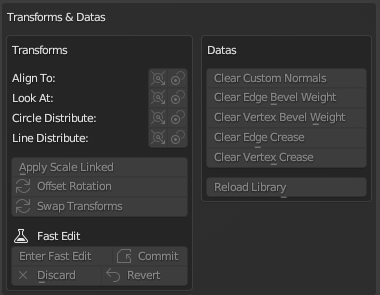 Transforms & Datas
Transforms
Align To:
Look At:
Circle Distribute:
Line Distribute:
Apply Scale Linked
Offset Rotation
Swap Transforms
Fast Edit
Enter Fast Edit
Commit
Discard
Revert
Datas
Clear Custom Normals
Clear Edge Bevel Weight
Clear Vertex Bevel Weight
Clear Edge Crease
Clear Vertex Crease
Reload Library